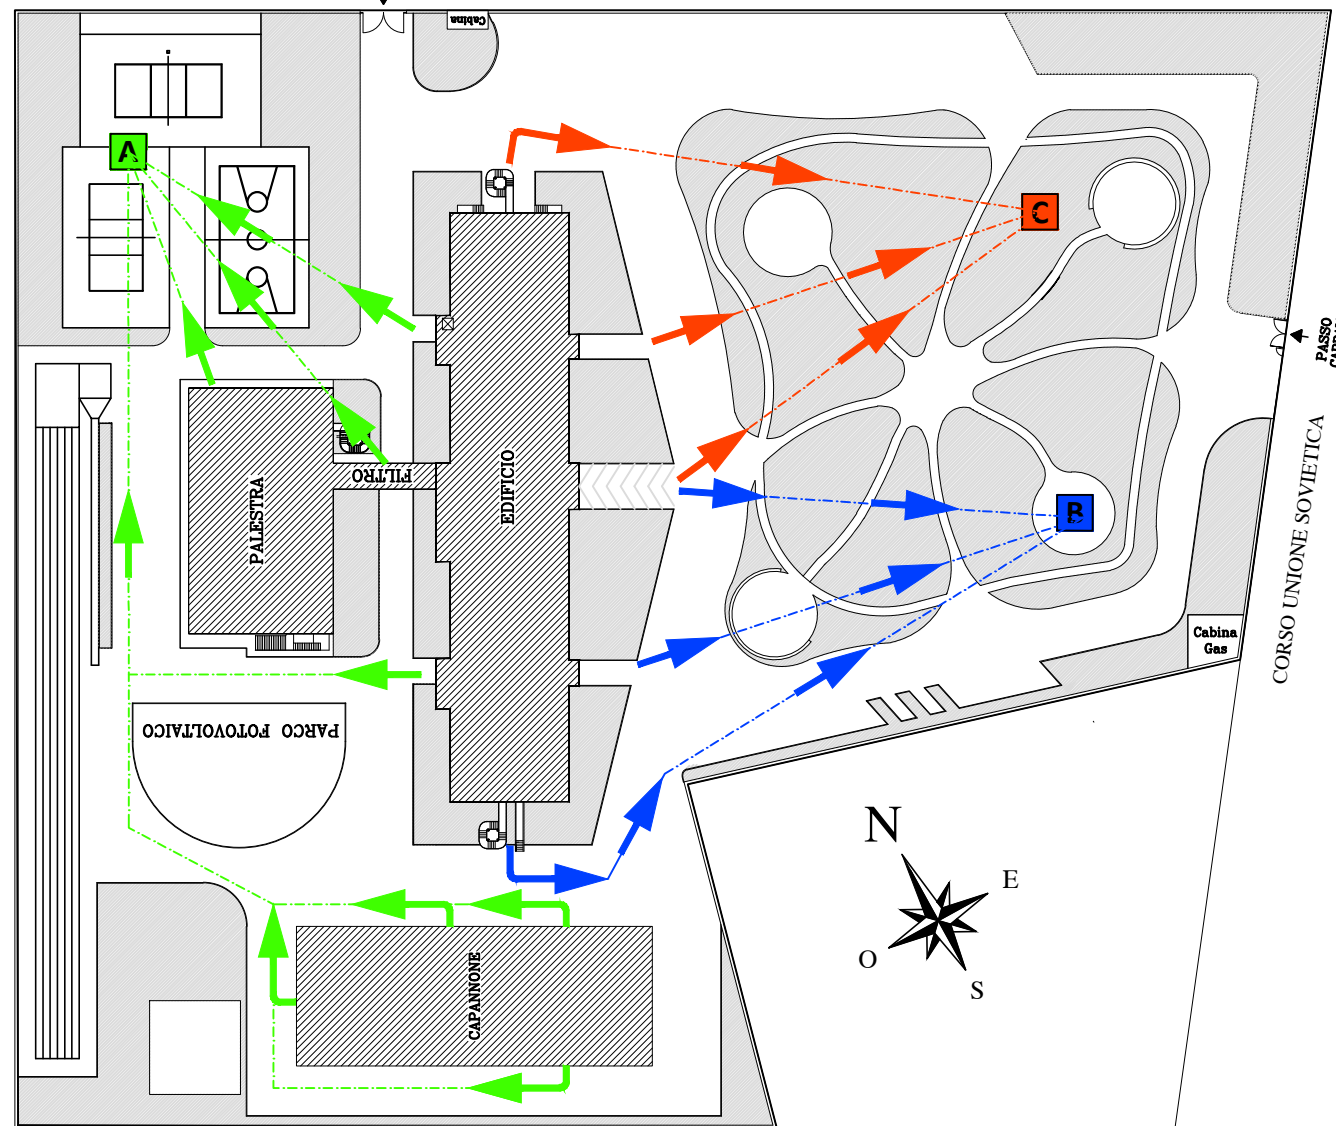 Cabina
A
C
PASSO
EDIFICIO
FILTRO
PALESTRA
B
CORSO UNIONE SOVIETICA
Cabina
Gas
PARCO FOTOVOLTAICO
N
E
O
S
CAPANNONE